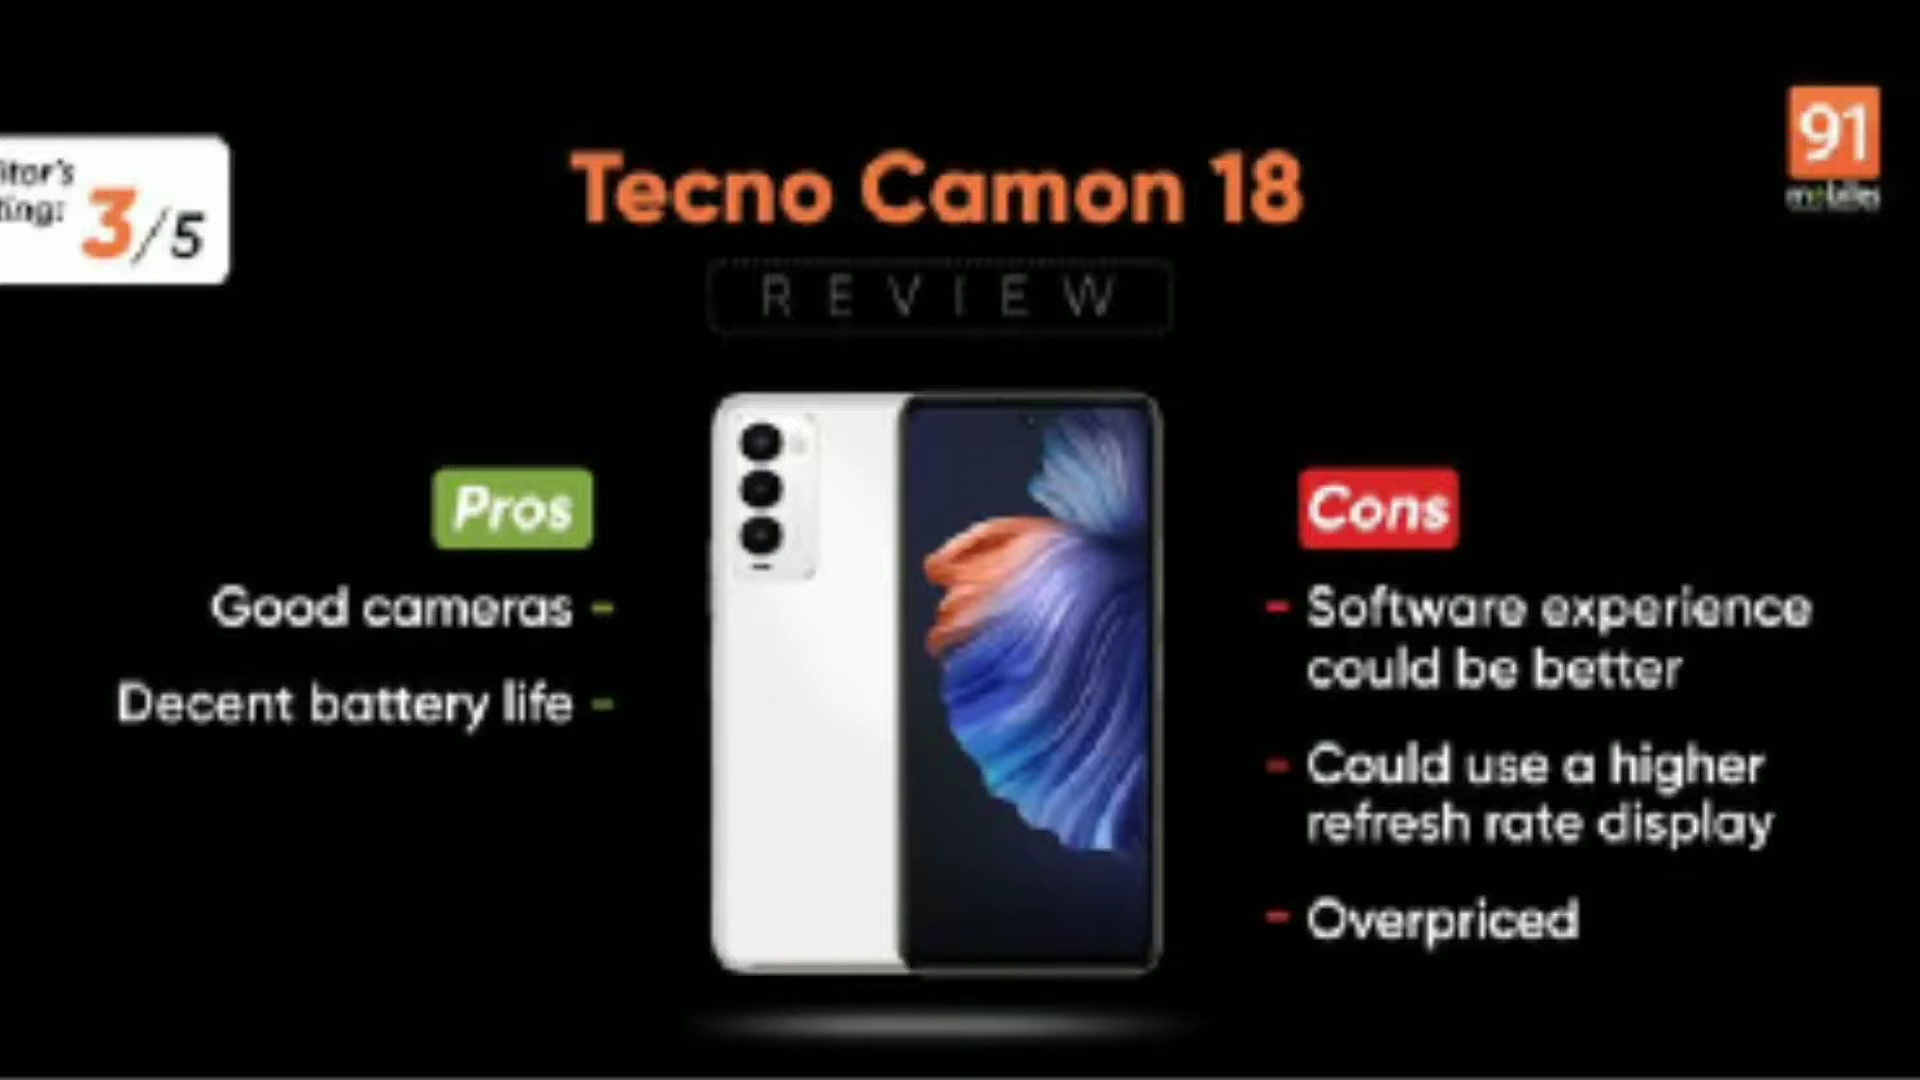 itor's
ting:
3/5
Tecno Camon 18
REVIEW
91
mobiles
Pros
Good cameras -
Decent battery life -
Cons
- Software experience
could be better
- Could use a higher
refresh rate display
- Overpriced